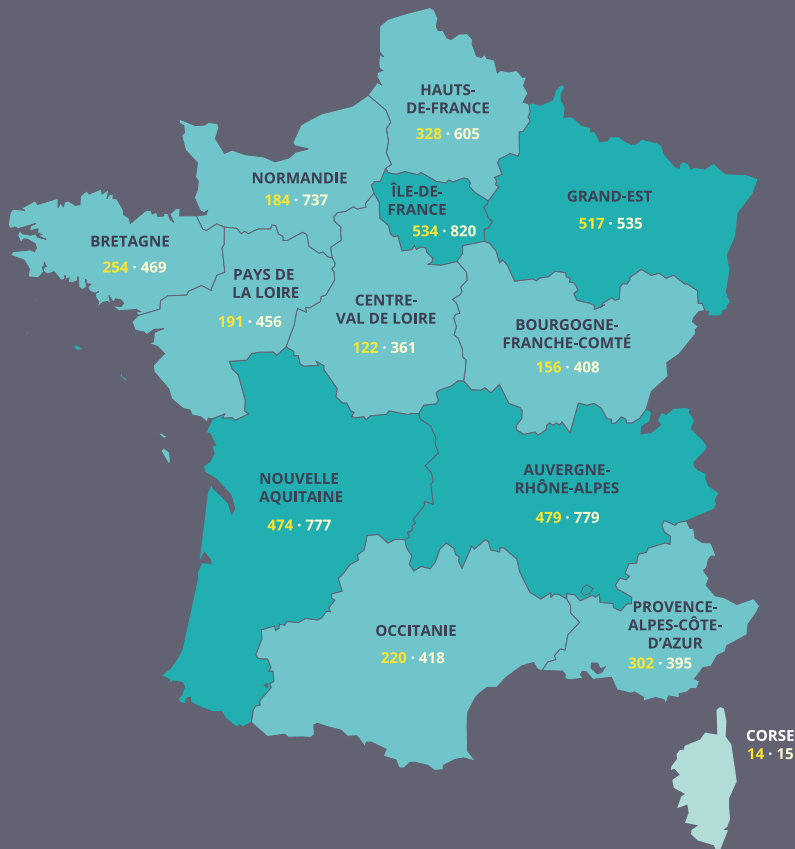 HAUTS-
DE-FRANCE
328 · 605
NORMANDIE
184 · 737
ÎLE-DE-
FRANCE
534 · 820
GRAND-EST
517 · 535
BRETAGNE
254 · 469
PAYS DE
LA LOIRE
191 · 456
CENTRE-
VAL DE LOIRE
122 · 361
BOURGOGNE-
FRANCHE-COMTÉ
156 · 408
NOUVELLE
AQUITAINE
474 · 777
AUVERGNE-
RHÔNE-ALPES
479 · 779
OCCITANIE
220 · 418
PROVENCE-
ALPES-CÔTE-
D’AZUR
302 · 395
CORSE
14 · 15